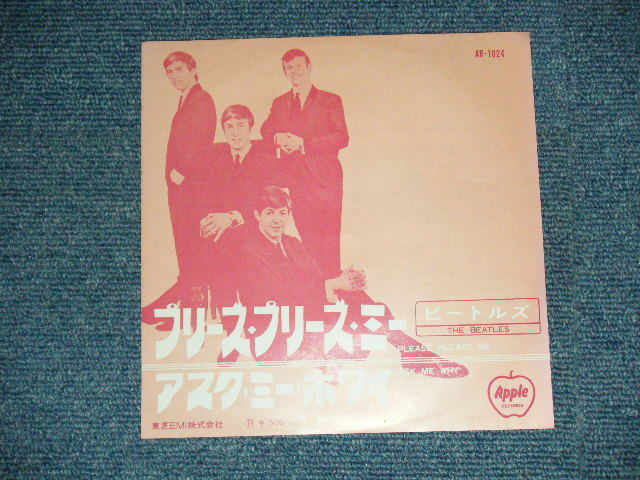 AR-1024
プリーズ・プリーズ・ミー
ビートルズ
THE BEATLES
PLEASE PLEASE ME
アスク・ミー・ホワイ
ASK ME WHY
Apple
RECORDS
東芝EMI株式会社
¥ 500